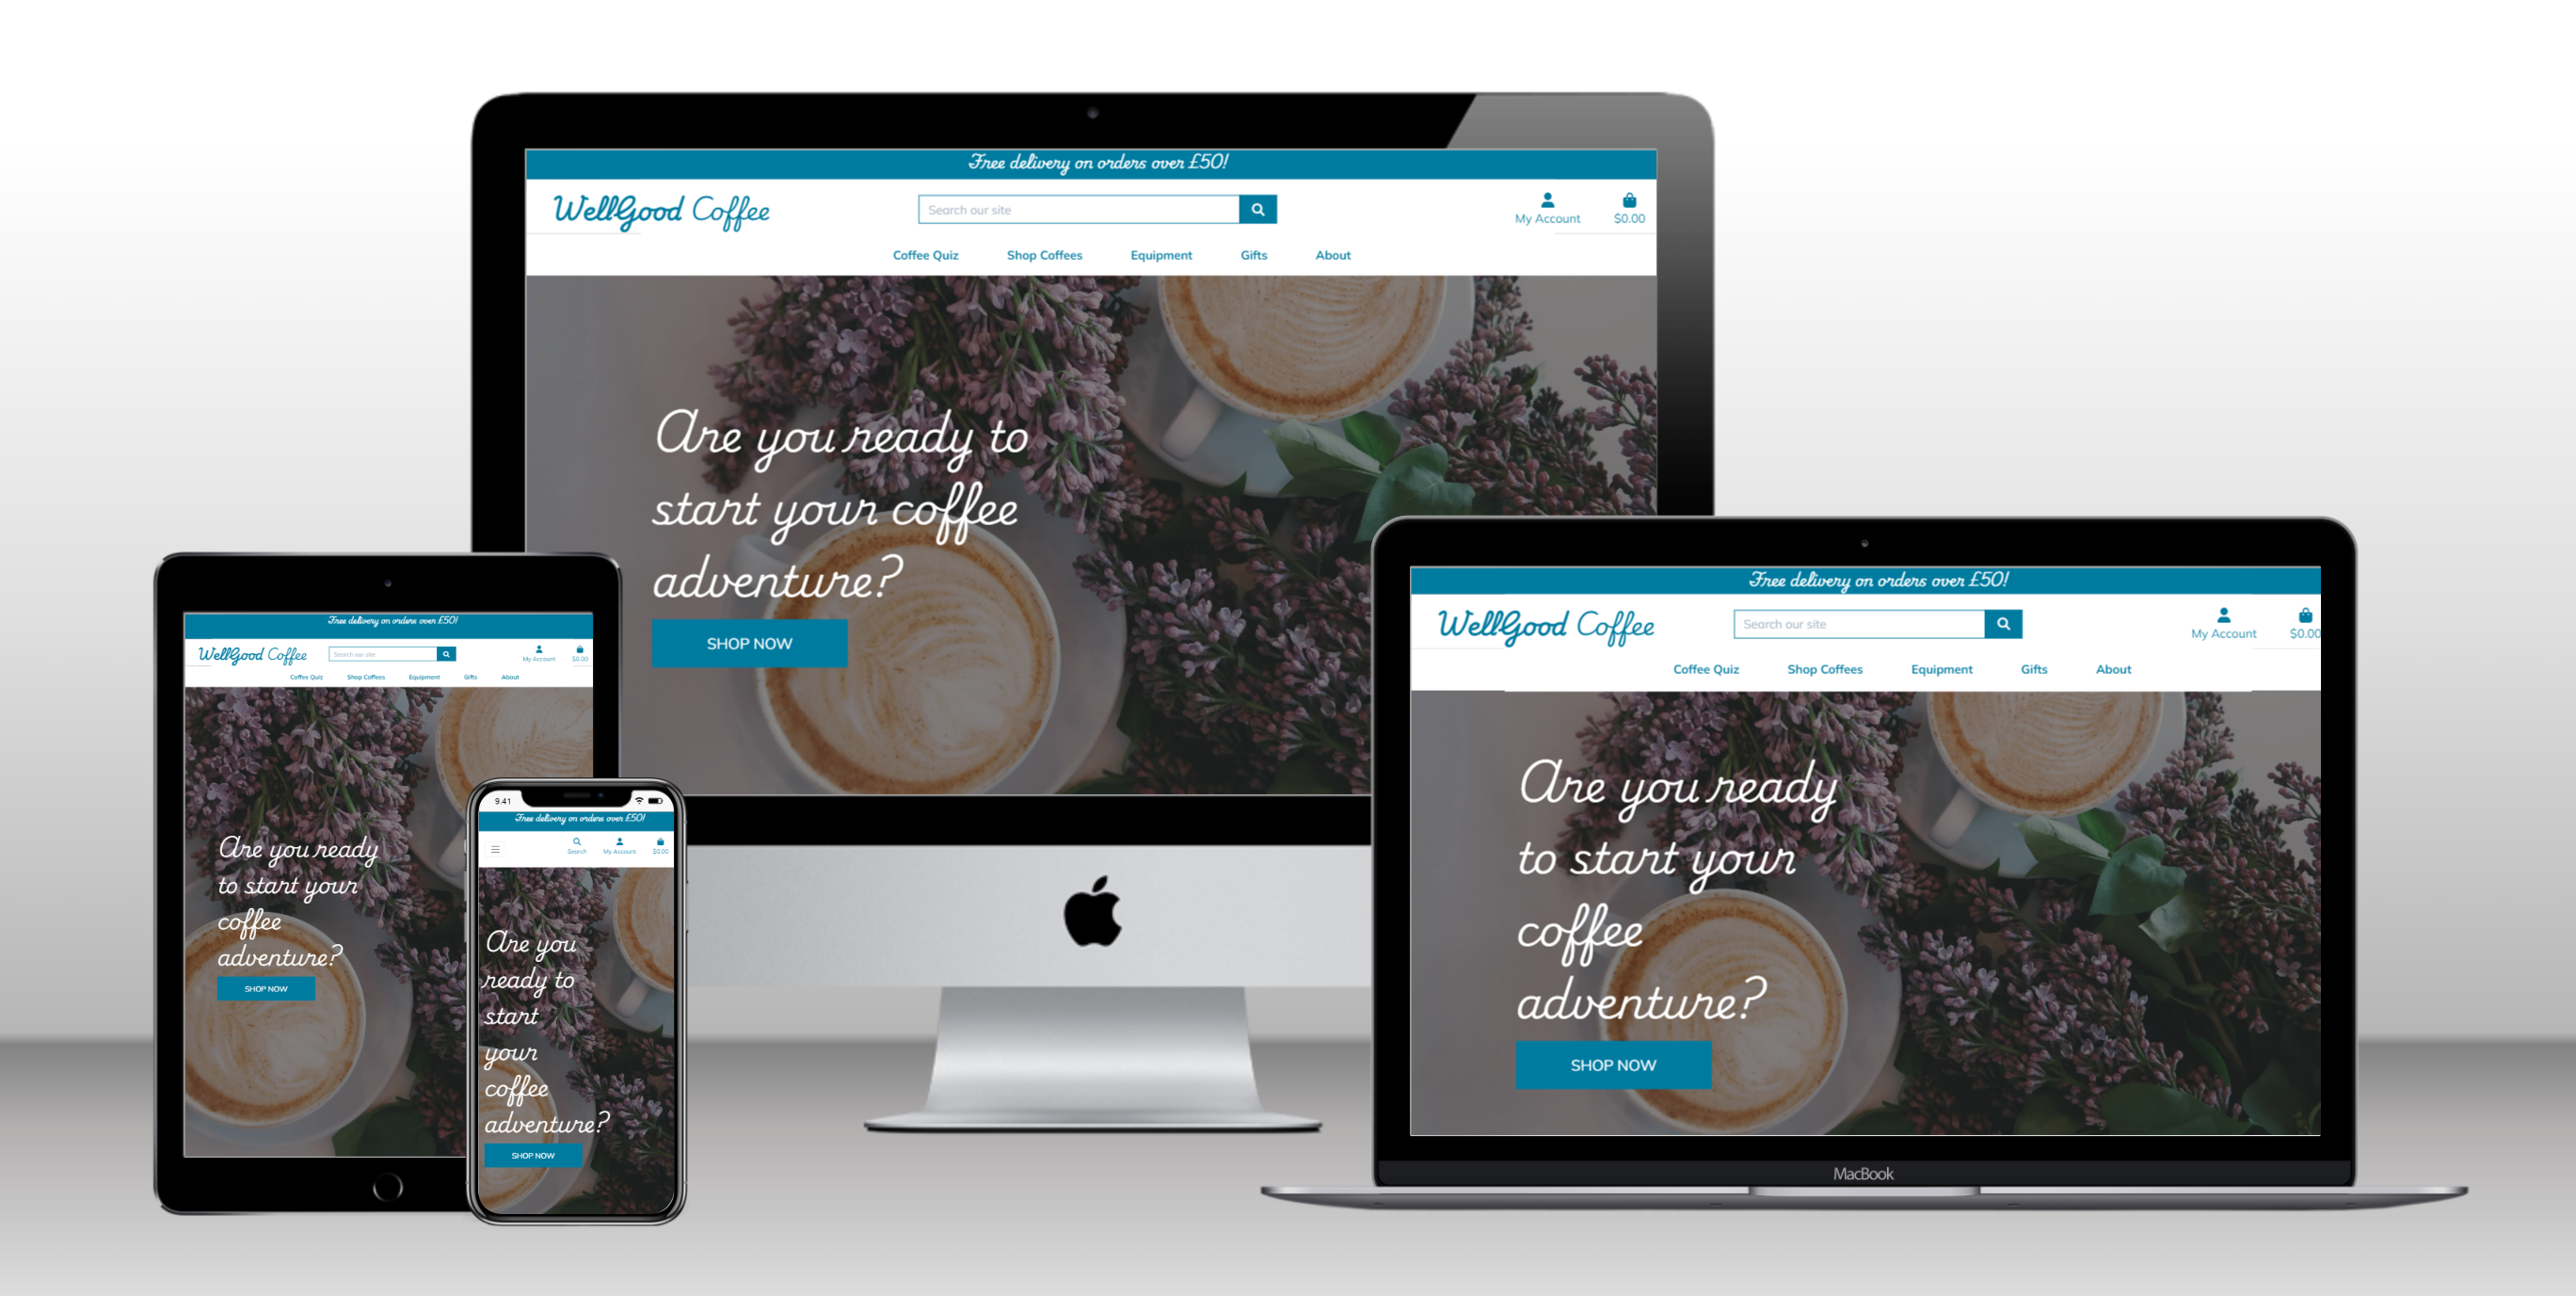 Free delivery on orders over £50!
WellGood Coffee
Search our site
My Account
$0.00
Coffee Quiz Shop Coffees Equipment Gifts About
Are you ready to
start your coffee
adventure?
SHOP NOW
Free delivery on orders over £50!
WellGood Coffee
Search our site
My Account
$0.00
Coffee Quiz Shop Coffees Equipment Gifts About
Are you ready
to start your
coffee
adventure?
SHOP NOW
9.41
Free delivery on orders over £50!
Search
My Account
$0.00
Are you
ready to
start
your
coffee
adventure?
SHOP NOW
Free delivery on orders over £50!
WellGood Coffee
Search our site
My Account
$0.00
Coffee Quiz Shop Coffees Equipment Gifts About
Are you ready
to start your
coffee
adventure?
SHOP NOW
MacBook